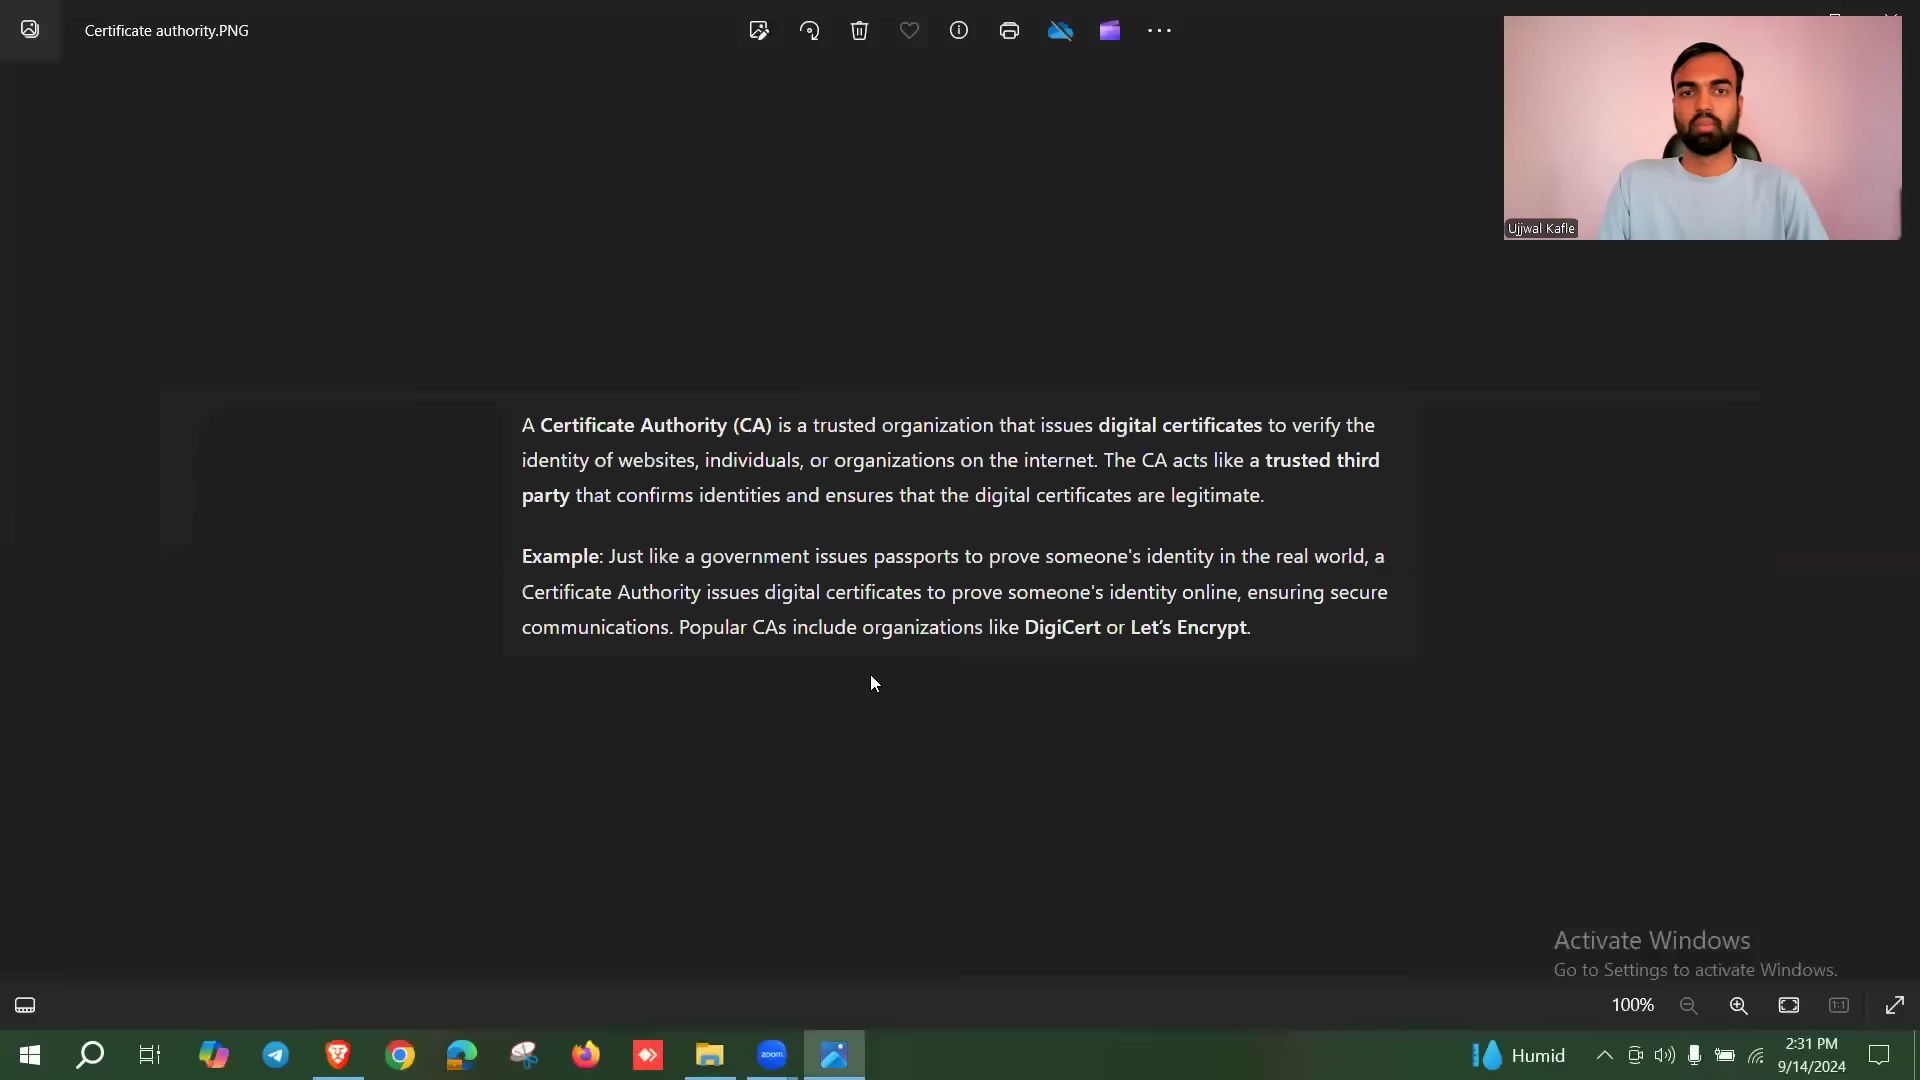 Certificate authority.PNG
Ujjwal Kafle
A Certificate Authority (CA) is a trusted organization that issues digital certificates to verify the
identity of websites, individuals, or organizations on the internet. The CA acts like a trusted third
party that confirms identities and ensures that the digital certificates are legitimate.
Example: Just like a government issues passports to prove someone's identity in the real world, a
Certificate Authority issues digital certificates to prove someone's identity online, ensuring secure
communications. Popular CAs include organizations like DigiCert or Let’s Encrypt.
Activate Windows
Go to Settings to activate Windows.
100%
1:1
zoom
Humid
2:31 PM
9/14/2024